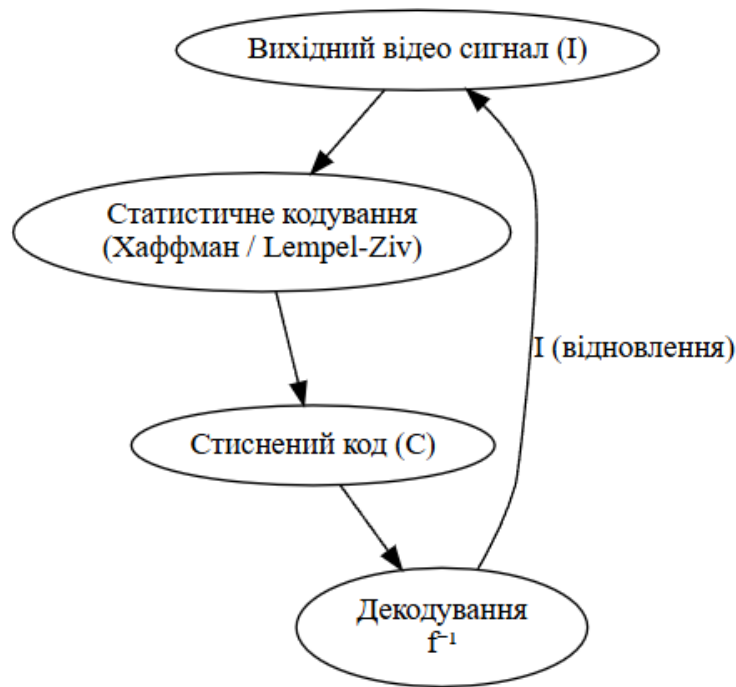 Вихідний відео сигнал (I)
Статистичне кодування
(Хаффман / Lempel-Ziv)
I (відновлення)
Стиснений код (C)
Декодування
f⁻¹